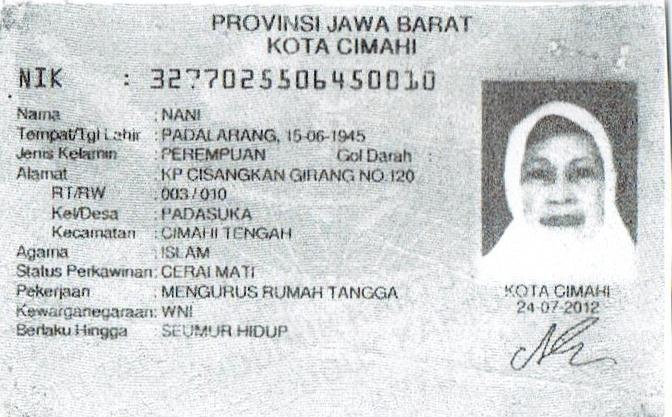 PROVINSI JAWA BARAT
KOTA CIMAHI
NIK : 3277025506450010
Nama : NANI
Tempat/Tgl Lahir : PADALARANG, 15-06-1945
Jenis Kelamin : PEREMPUAN Gol Darah :
Alamat : KP CISANGKAN GIRANG NO.120
RT/RW : 003/010
Kel/Desa : PADASUKA
Kecamatan : CIMAHI TENGAH
Agama : ISLAM
Status Perkawinan: CERAI MATI
Pekerjaan : MENGURUS RUMAH TANGGA
Kewarganegaraan: WNI
Berlaku Hingga : SEUMUR HIDUP
KOTA CIMAHI
24-07-2012